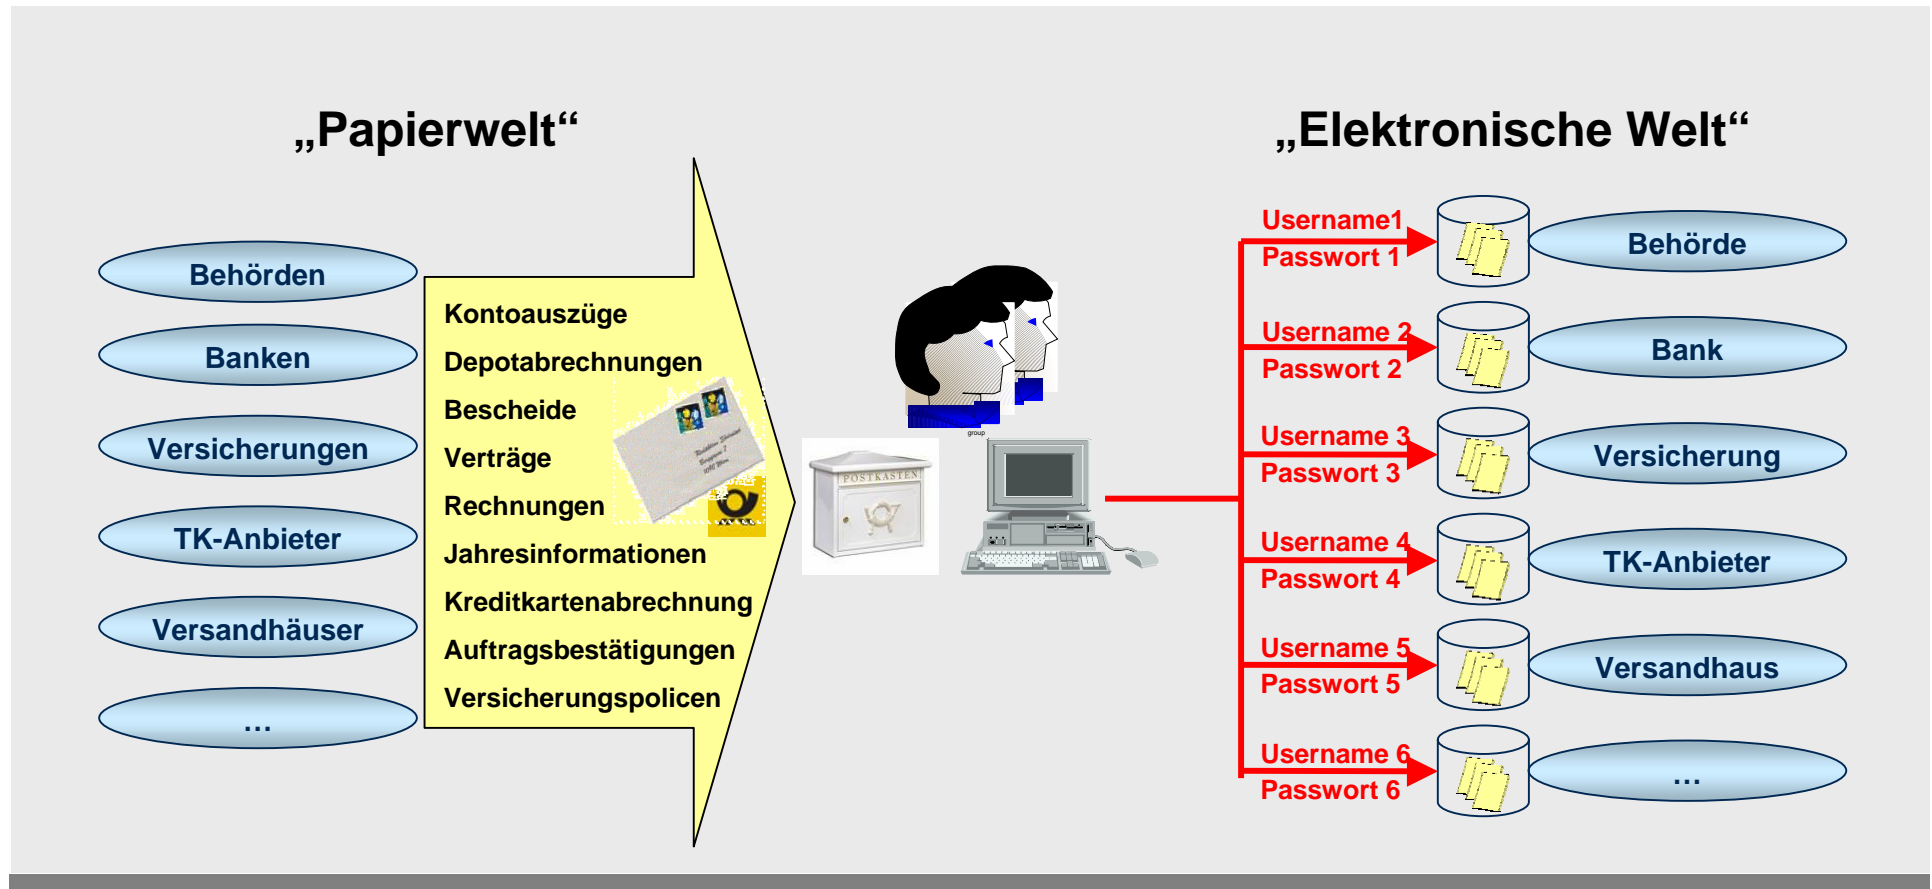 „Papierwelt“
„Elektronische Welt“
Behörden
Banken
Versicherungen
TK-Anbieter
Versandhäuser
…
Kontoauszüge
Depotabrechnungen
Bescheide
Verträge
Rechnungen
Jahresinformationen
Kreditkartenabrechnung
Auftragsbestätigungen
Versicherungspolicen
group
POSTKASTEN
Username1
Passwort 1
Behörde
Username 2
Passwort 2
Bank
Username 3
Passwort 3
Versicherung
Username 4
Passwort 4
TK-Anbieter
Username 5
Passwort 5
Versandhaus
Username 6
Passwort 6
…